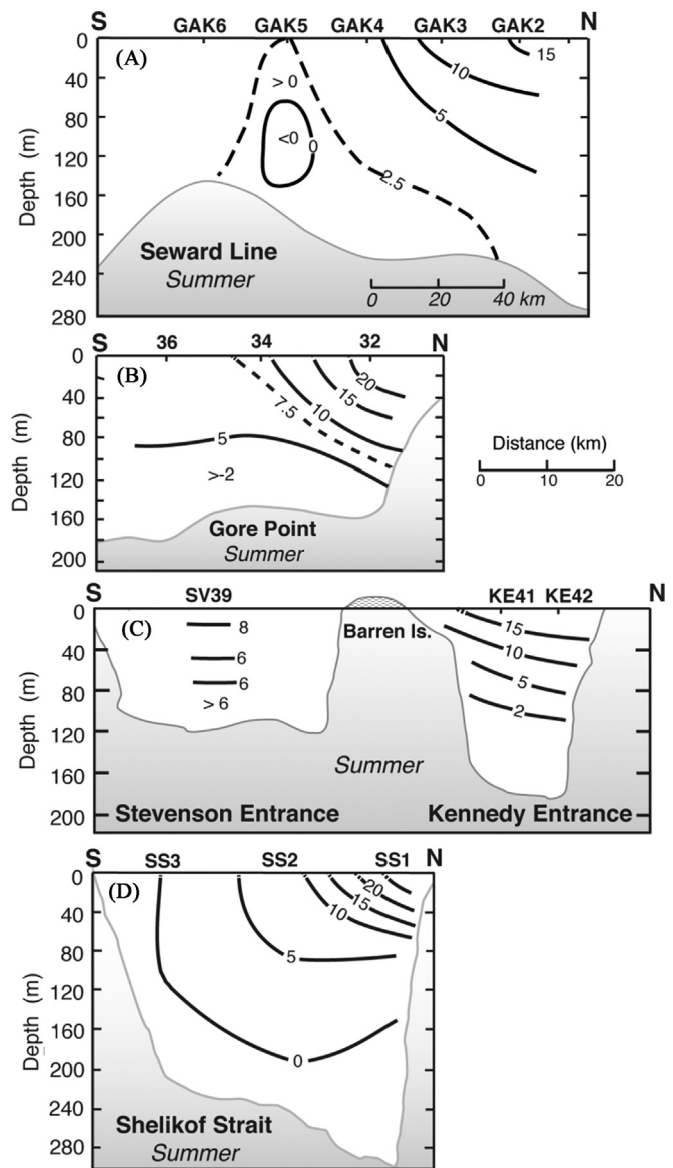 S GAK6 GAK5 GAK4 GAK3 GAK2 N
(A)
0
40
80
120
160
200
240
280
Depth (m)
> 0
<0
0
2.5
5
10
15
Seward Line
Summer
0 20 40 km
S 36 34 32 N
(B)
0
40
80
120
160
200
Depth (m)
20
15
10
7.5
5
>-2
Gore Point
Summer
Distance (km)
0 10 20
S SV39 KE41 KE42 N
(C)
0
40
80
120
160
200
Depth (m)
8
6
6
> 6
Barren Is.
15
10
5
2
Summer
Stevenson Entrance Kennedy Entrance
S SS3 SS2 SS1 N
(D)
0
40
80
120
160
200
240
280
Depth (m)
20
15
10
5
0
Shelikof Strait
Summer